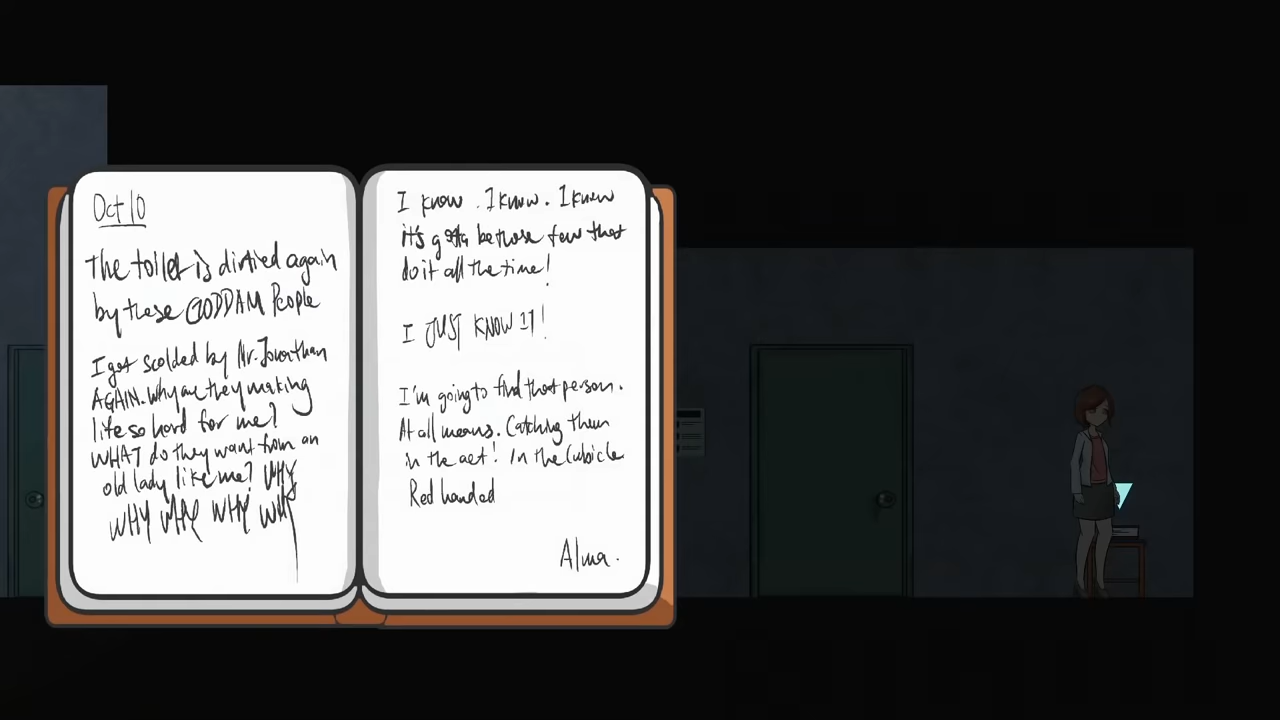 Oct 10
The toilet is dirtied again
by these GODDAM People
I get scolded by Mr. Jonathan
AGAIN. Why are they making
life so hard for me?
WHAT do they want from an
old lady like me? WHY
WHY WHY WHY WHY
I know. I know. I know
it's gotta be those few that
do it all the time!
I JUST KNOW IT!
I'm going to find that person.
At all means. Catching them
in the act! In the Cubicle
Red handed
Alma.